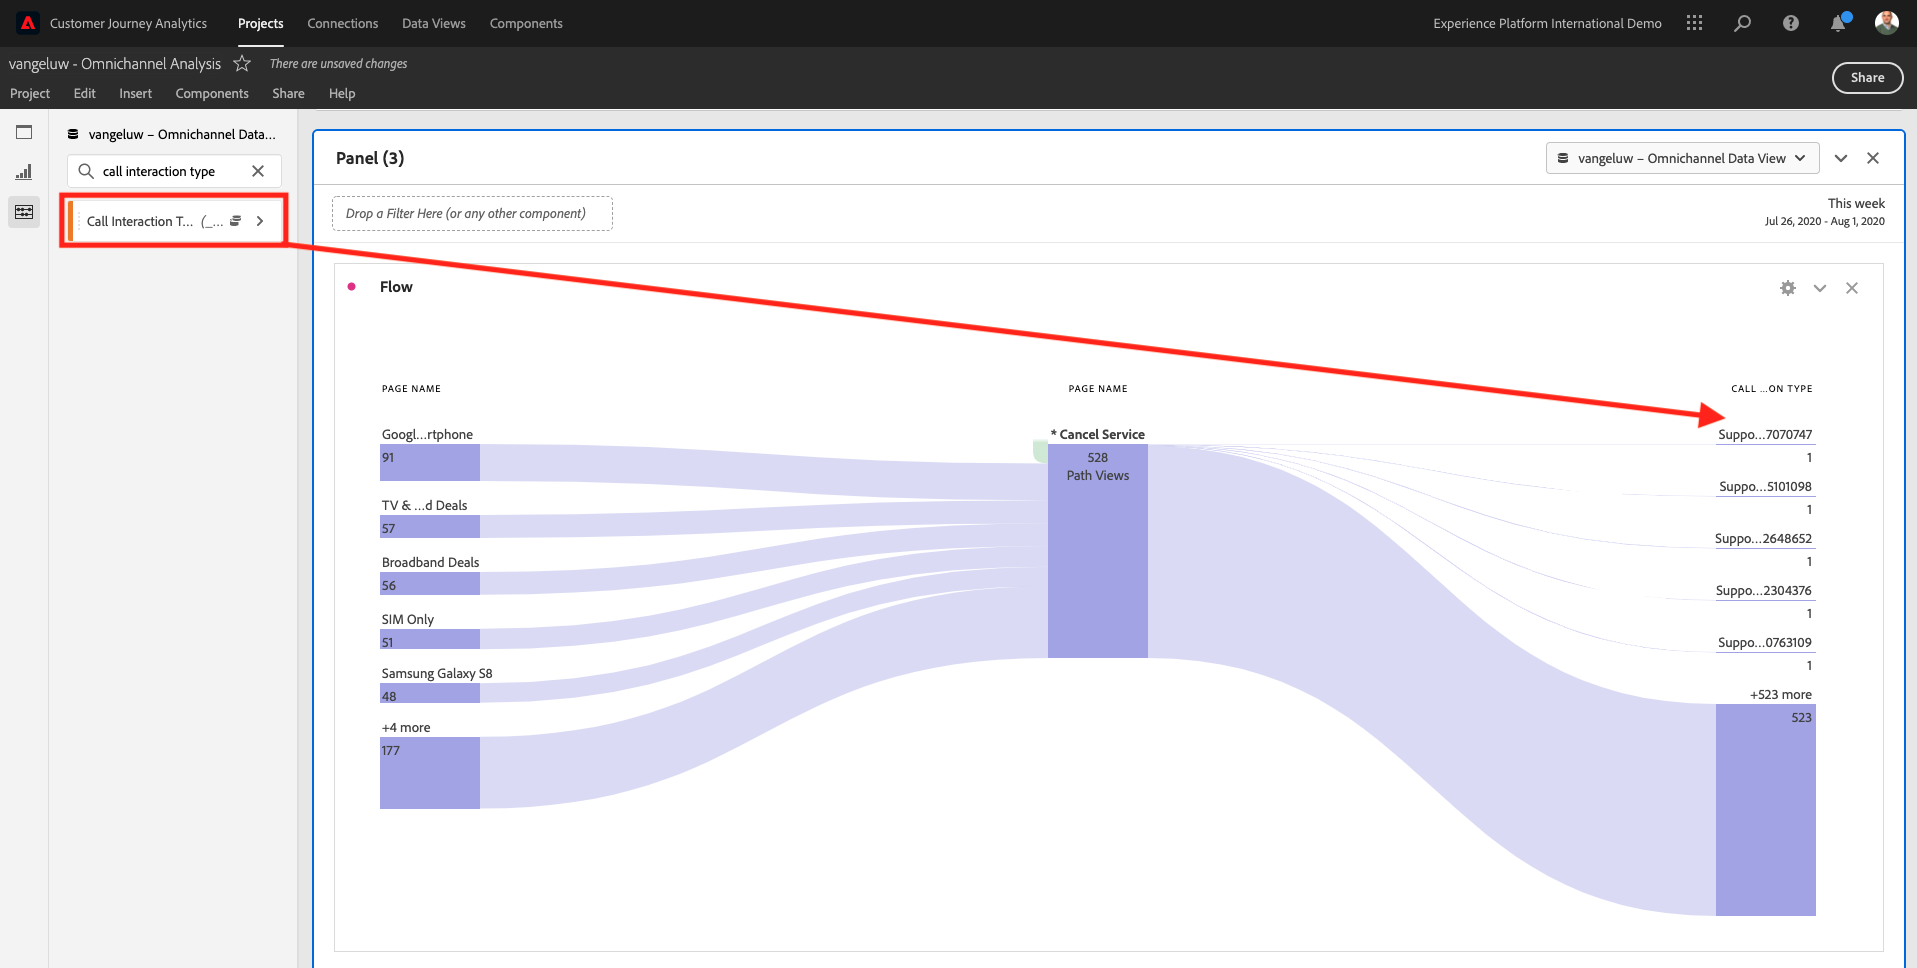 Customer Journey Analytics
Projects
Connections
Data Views
Components
Experience Platform International Demo
vangeluw - Omnichannel Analysis
There are unsaved changes
Share
Project
Edit
Insert
Components
Share
Help
vangeluw – Omnichannel Data...
call interaction type
Call Interaction T... (_...
Panel (3)
vangeluw – Omnichannel Data View
Drop a Filter Here (or any other component)
This week
Jul 26, 2020 - Aug 1, 2020
Flow
PAGE NAME
Googl...rtphone
91
TV & ...d Deals
57
Broadband Deals
56
SIM Only
51
Samsung Galaxy S8
48
+4 more
177
PAGE NAME
* Cancel Service
528
Path Views
CALL ...ON TYPE
Suppo...7070747
1
Suppo...5101098
1
Suppo...2648652
1
Suppo...2304376
1
Suppo...0763109
1
+523 more
523